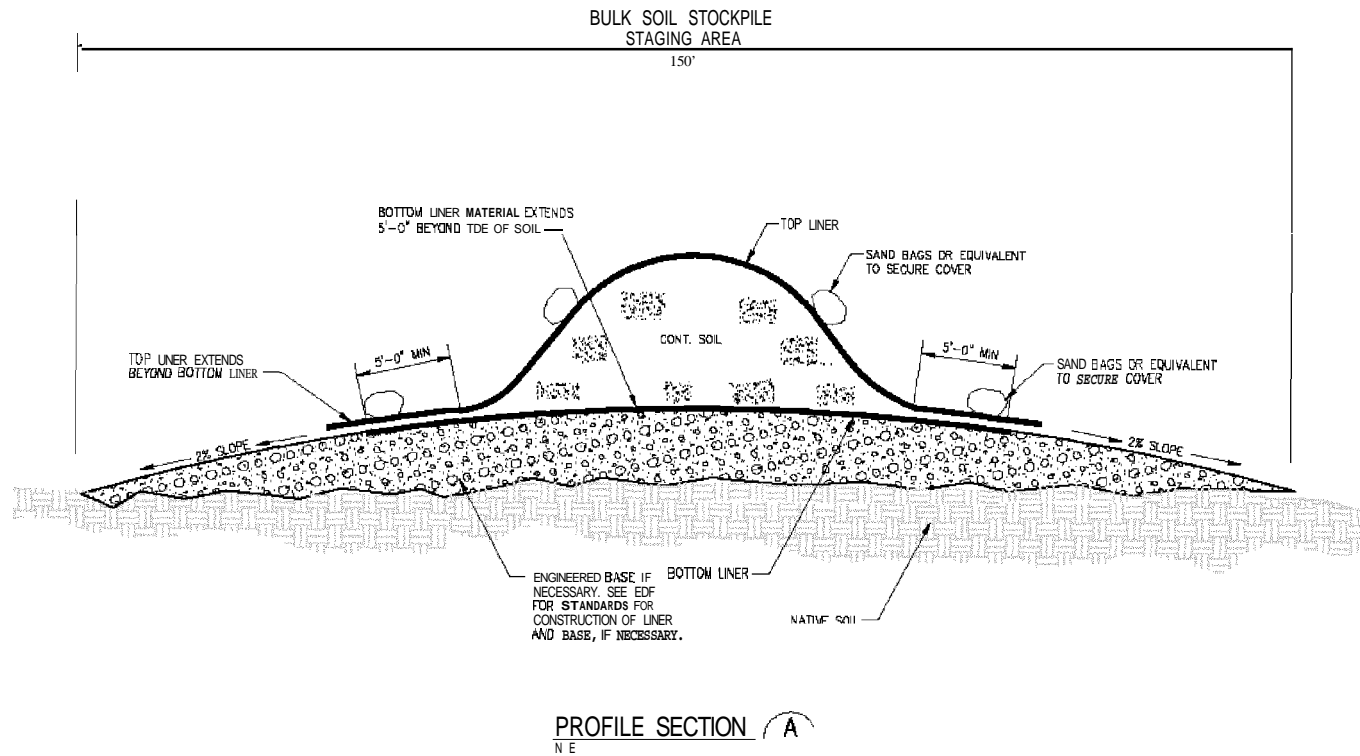 BULK SOIL STOCKPILE
STAGING AREA
150'
BOTTOM LINER MATERIAL EXTENDS
5'-0" BEYOND TDE OF SOIL
TOP LINER
SAND BAGS OR EQUIVALENT
TO SECURE COVER
CONT. SOIL
5'-0" MIN
5'-0" MIN
TOP LINER EXTENDS
BEYOND BOTTOM LINER
SAND BAGS OR EQUIVALENT
TO SECURE COVER
2% SLOPE
2% SLOPE
ENGINEERED BASE IF
NECESSARY. SEE EDF
FOR STANDARDS FOR
CONSTRUCTION OF LINER
AND BASE, IF NECESSARY.
BOTTOM LINER
NATIVE SOIL
PROFILE SECTION A
N E